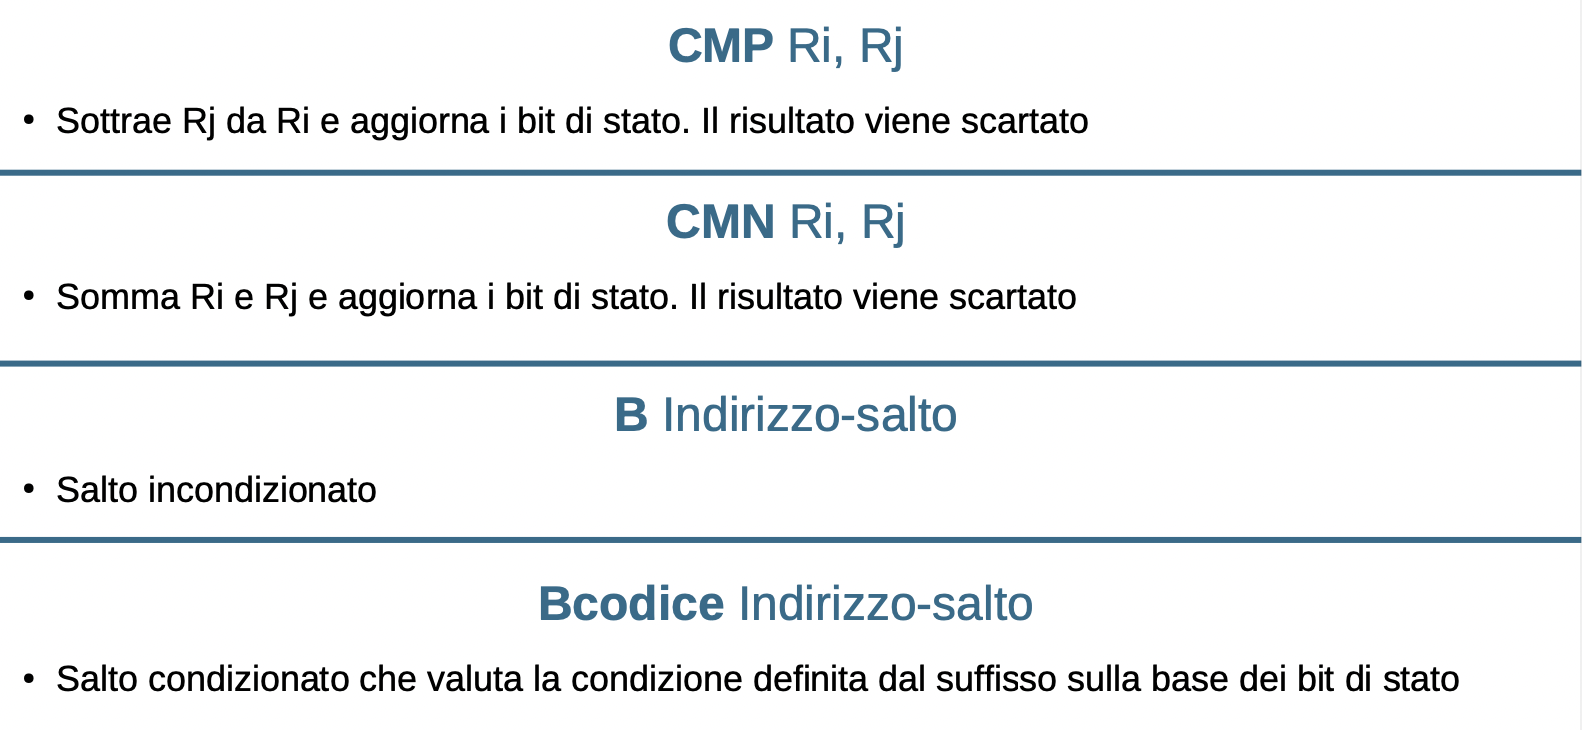 CMP Ri, Rj
• Sottrae Rj da Ri e aggiorna i bit di stato. Il risultato viene scartato
CMN Ri, Rj
• Somma Ri e Rj e aggiorna i bit di stato. Il risultato viene scartato
B Indirizzo-salto
• Salto incondizionato
Bcodice Indirizzo-salto
• Salto condizionato che valuta la condizione definita dal suffisso sulla base dei bit di stato